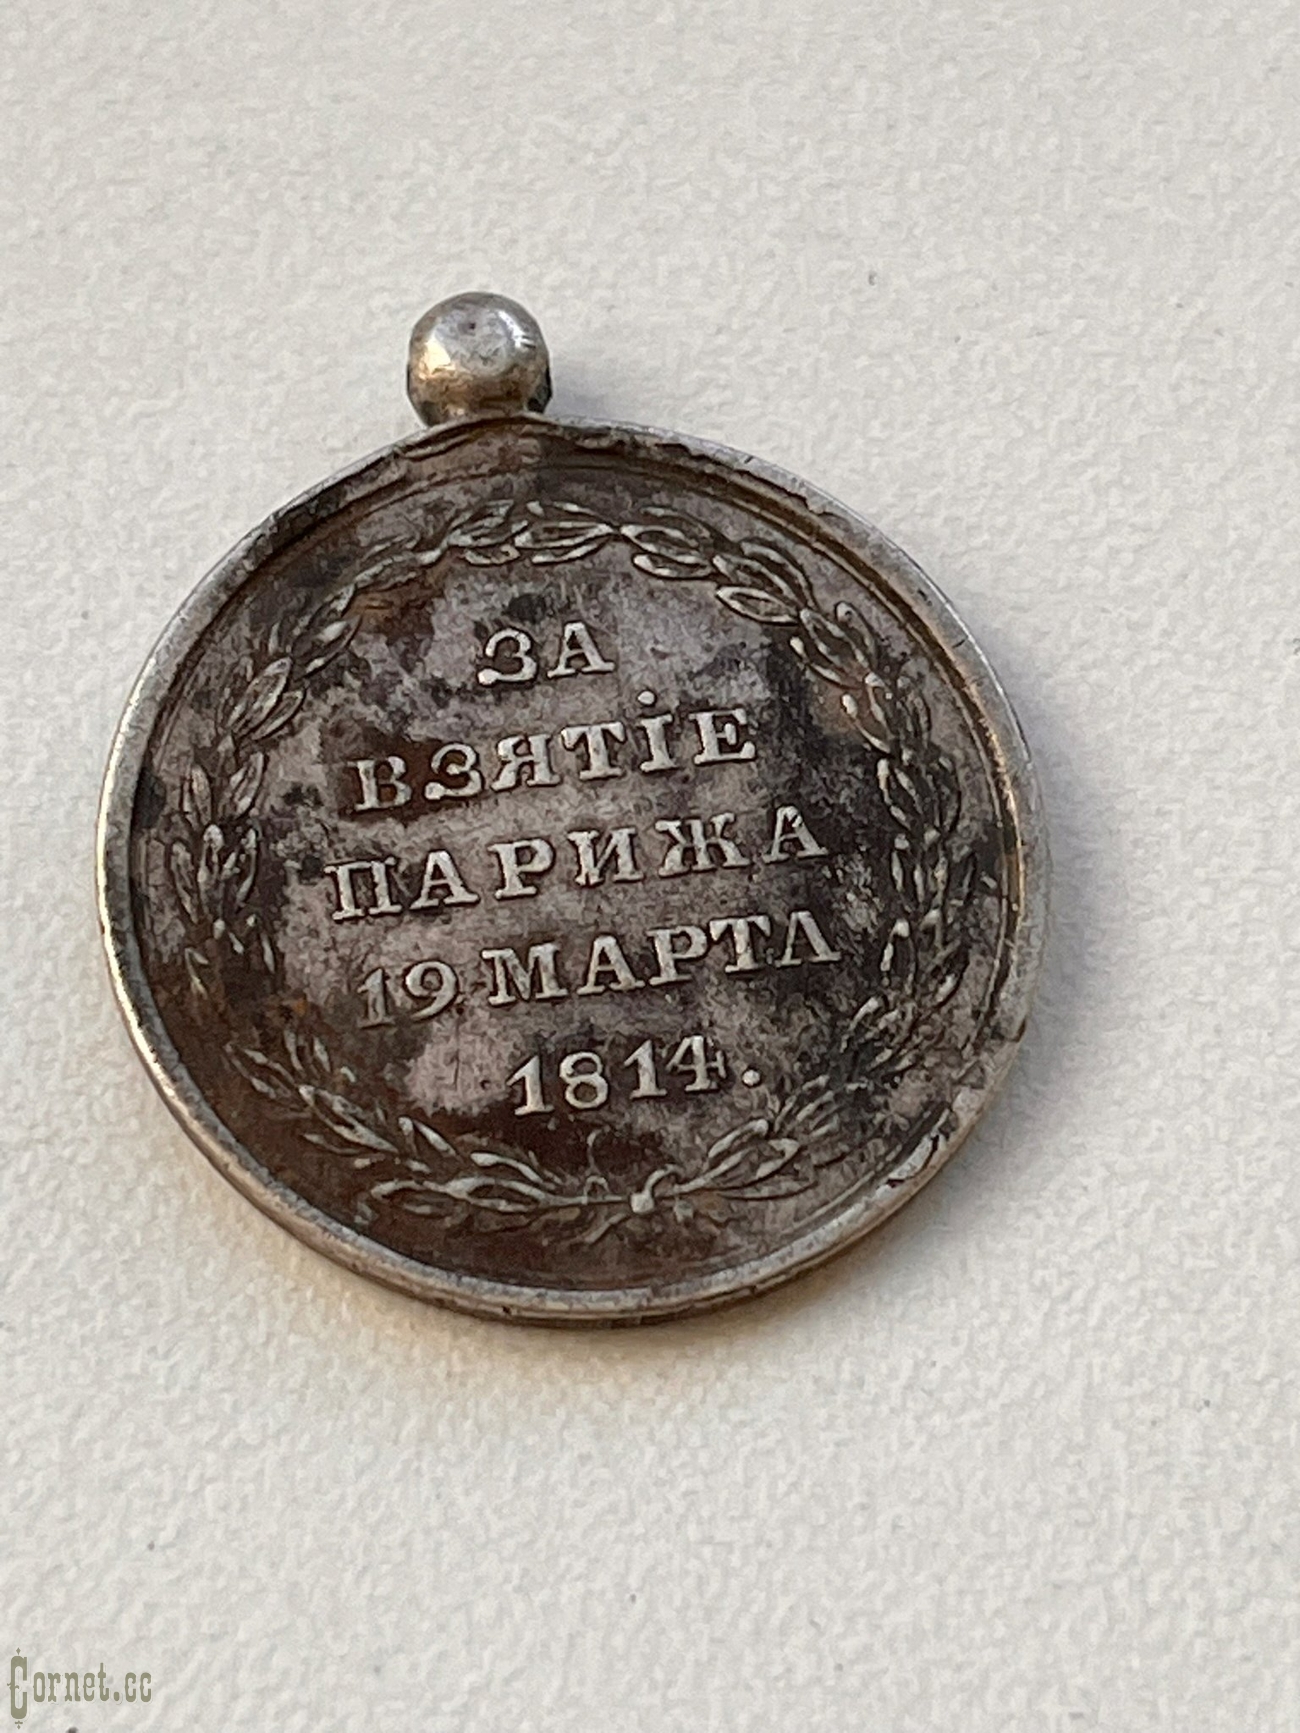 ЗА
ВЗЯТІЕ
ПАРИЖА
19 МАРТА
1814.
Cornet.cc